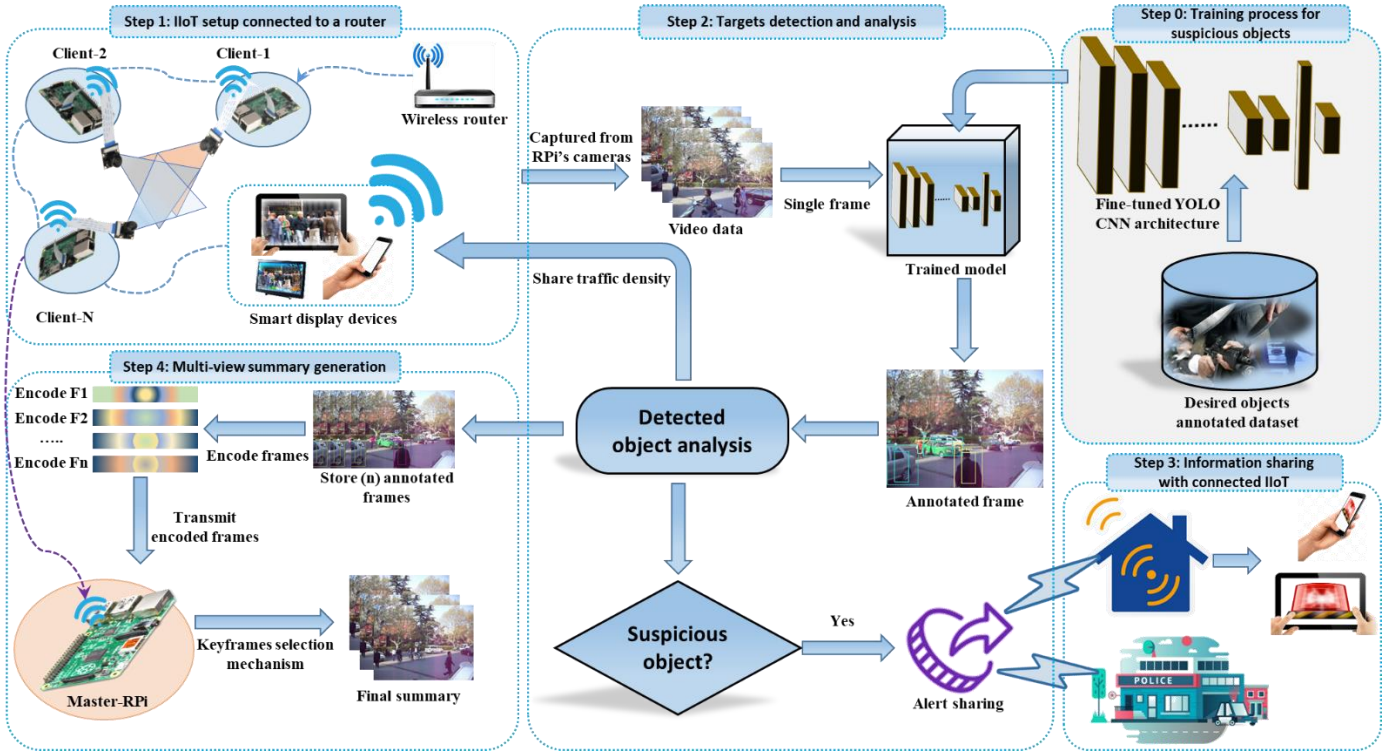 Step 1: IIoT setup connected to a router
Client-2
Client-1
Wireless router
Client-N
Smart display devices
Step 2: Targets detection and analysis
Captured from
RPi's cameras
Video data
Single frame
Trained model
Share traffic density
Detected
object analysis
Annotated frame
Suspicious
object?
Yes
Alert sharing
Step 0: Training process for
suspicious objects
Fine-tuned YOLO
CNN architecture
Desired objects
annotated dataset
Step 3: Information sharing
with connected IIoT
POLICE
Step 4: Multi-view summary generation
Encode F1
Encode F2
.....
Encode Fn
Encode frames
Store (n) annotated
frames
Transmit
encoded frames
Master-RPi
Keyframes selection
mechanism
Final summary